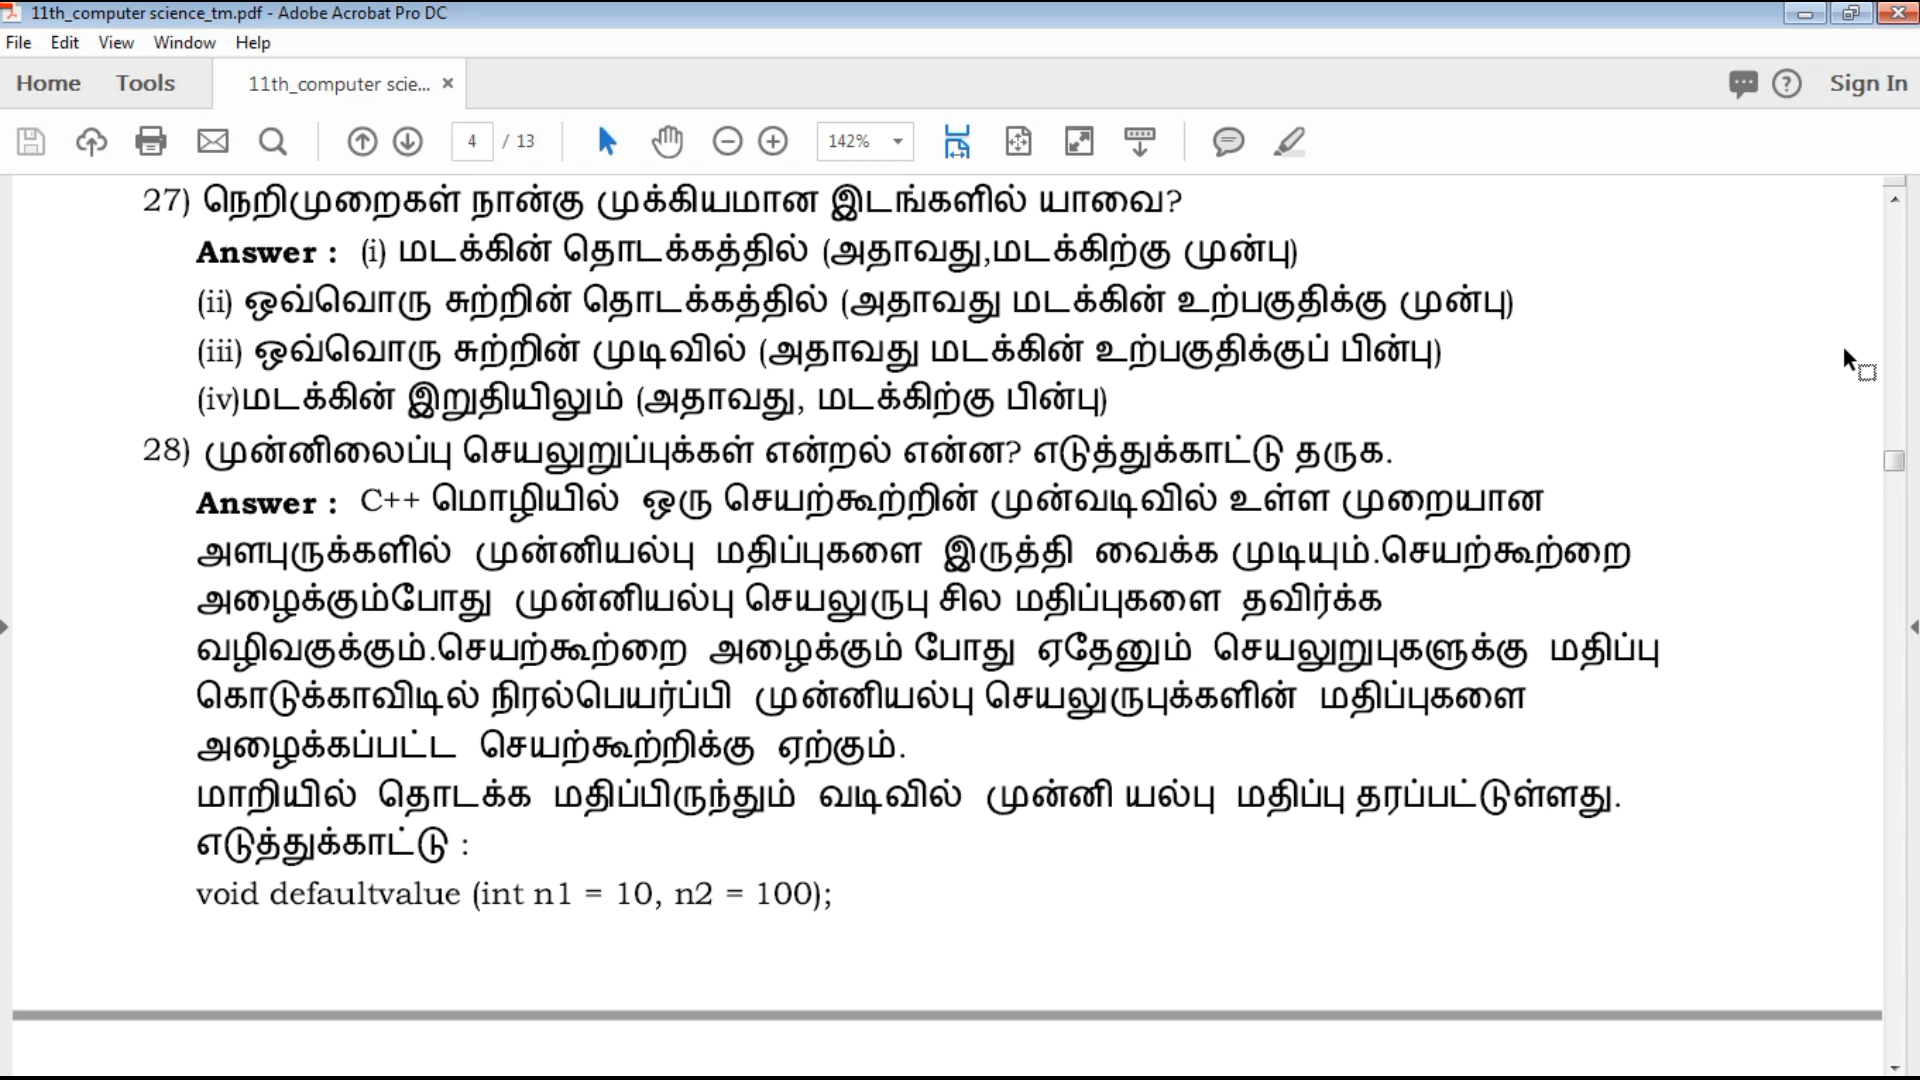 11th_computer science_tm.pdf - Adobe Acrobat Pro DC
File Edit View Window Help
Home Tools 11th_computer scie... × Sign In
4 / 13 142%
27) நெறிமுறைகள் நான்கு முக்கியமான இடங்களில் யாவை?
Answer : (i) மடக்கின் தொடக்கத்தில் (அதாவது,மடக்கிற்கு முன்பு)
(ii) ஒவ்வொரு சுற்றின் தொடக்கத்தில் (அதாவது மடக்கின் உற்பகுதிக்கு முன்பு)
(iii) ஒவ்வொரு சுற்றின் முடிவில் (அதாவது மடக்கின் உற்பகுதிக்குப் பின்பு)
(iv)மடக்கின் இறுதியிலும் (அதாவது, மடக்கிற்கு பின்பு)
28) முன்னிலைப்பு செயலுறுப்புக்கள் என்றல் என்ன? எடுத்துக்காட்டு தருக.
Answer : C++ மொழியில் ஒரு செயற்கூற்றின் முன்வடிவில் உள்ள முறையான
அளபுருக்களில் முன்னியல்பு மதிப்புகளை இருத்தி வைக்க முடியும்.செயற்கூற்றை
அழைக்கும்போது முன்னியல்பு செயலுருபு சில மதிப்புகளை தவிர்க்க
வழிவகுக்கும்.செயற்கூற்றை அழைக்கும் போது ஏதேனும் செயலுறுபுகளுக்கு மதிப்பு
கொடுக்காவிடில் நிரல்பெயர்ப்பி முன்னியல்பு செயலுருபுக்களின் மதிப்புகளை
அழைக்கப்பட்ட செயற்கூற்றிக்கு ஏற்கும்.
மாறியில் தொடக்க மதிப்பிருந்தும் வடிவில் முன்னி யல்பு மதிப்பு தரப்பட்டுள்ளது.
எடுத்துக்காட்டு :
void defaultvalue (int n1 = 10, n2 = 100);